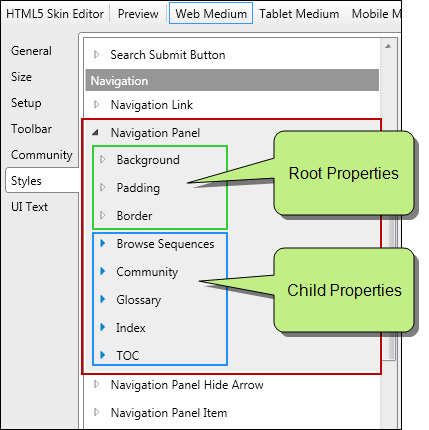 HTML5 Skin Editor Preview Web Medium Tablet Medium Mobile M
General
Size
Setup
Toolbar
Community
Styles
UI Text
Search Submit Button
Navigation
Navigation Link
Navigation Panel
Background
Padding
Border
Browse Sequences
Community
Glossary
Index
TOC
Navigation Panel Hide Arrow
Navigation Panel Item
Root Properties
Child Properties